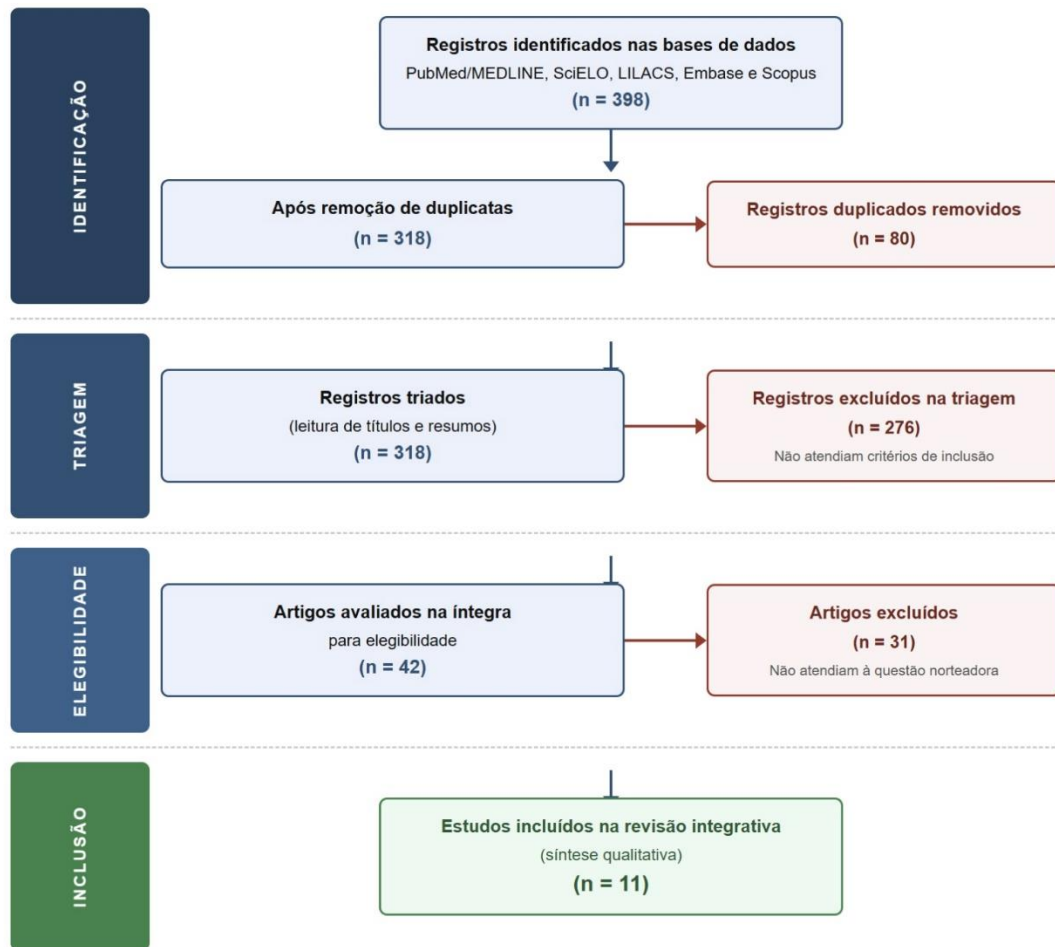 IDENTIFICAÇÃO
Registros identificados nas bases de dados
PubMed/MEDLINE, SciELO, LILACS, Embase e Scopus
(n = 398)
Após remoção de duplicatas
(n = 318)
Registros duplicados removidos
(n = 80)
TRIAGEM
Registros triados
(leitura de títulos e resumos)
(n = 318)
Registros excluídos na triagem
(n = 276)
Não atendiam critérios de inclusão
ELEGIBILIDADE
Artigos avaliados na íntegra
para elegibilidade
(n = 42)
Artigos excluídos
(n = 31)
Não atendiam à questão norteadora
INCLUSÃO
Estudos incluídos na revisão integrativa
(síntese qualitativa)
(n = 11)